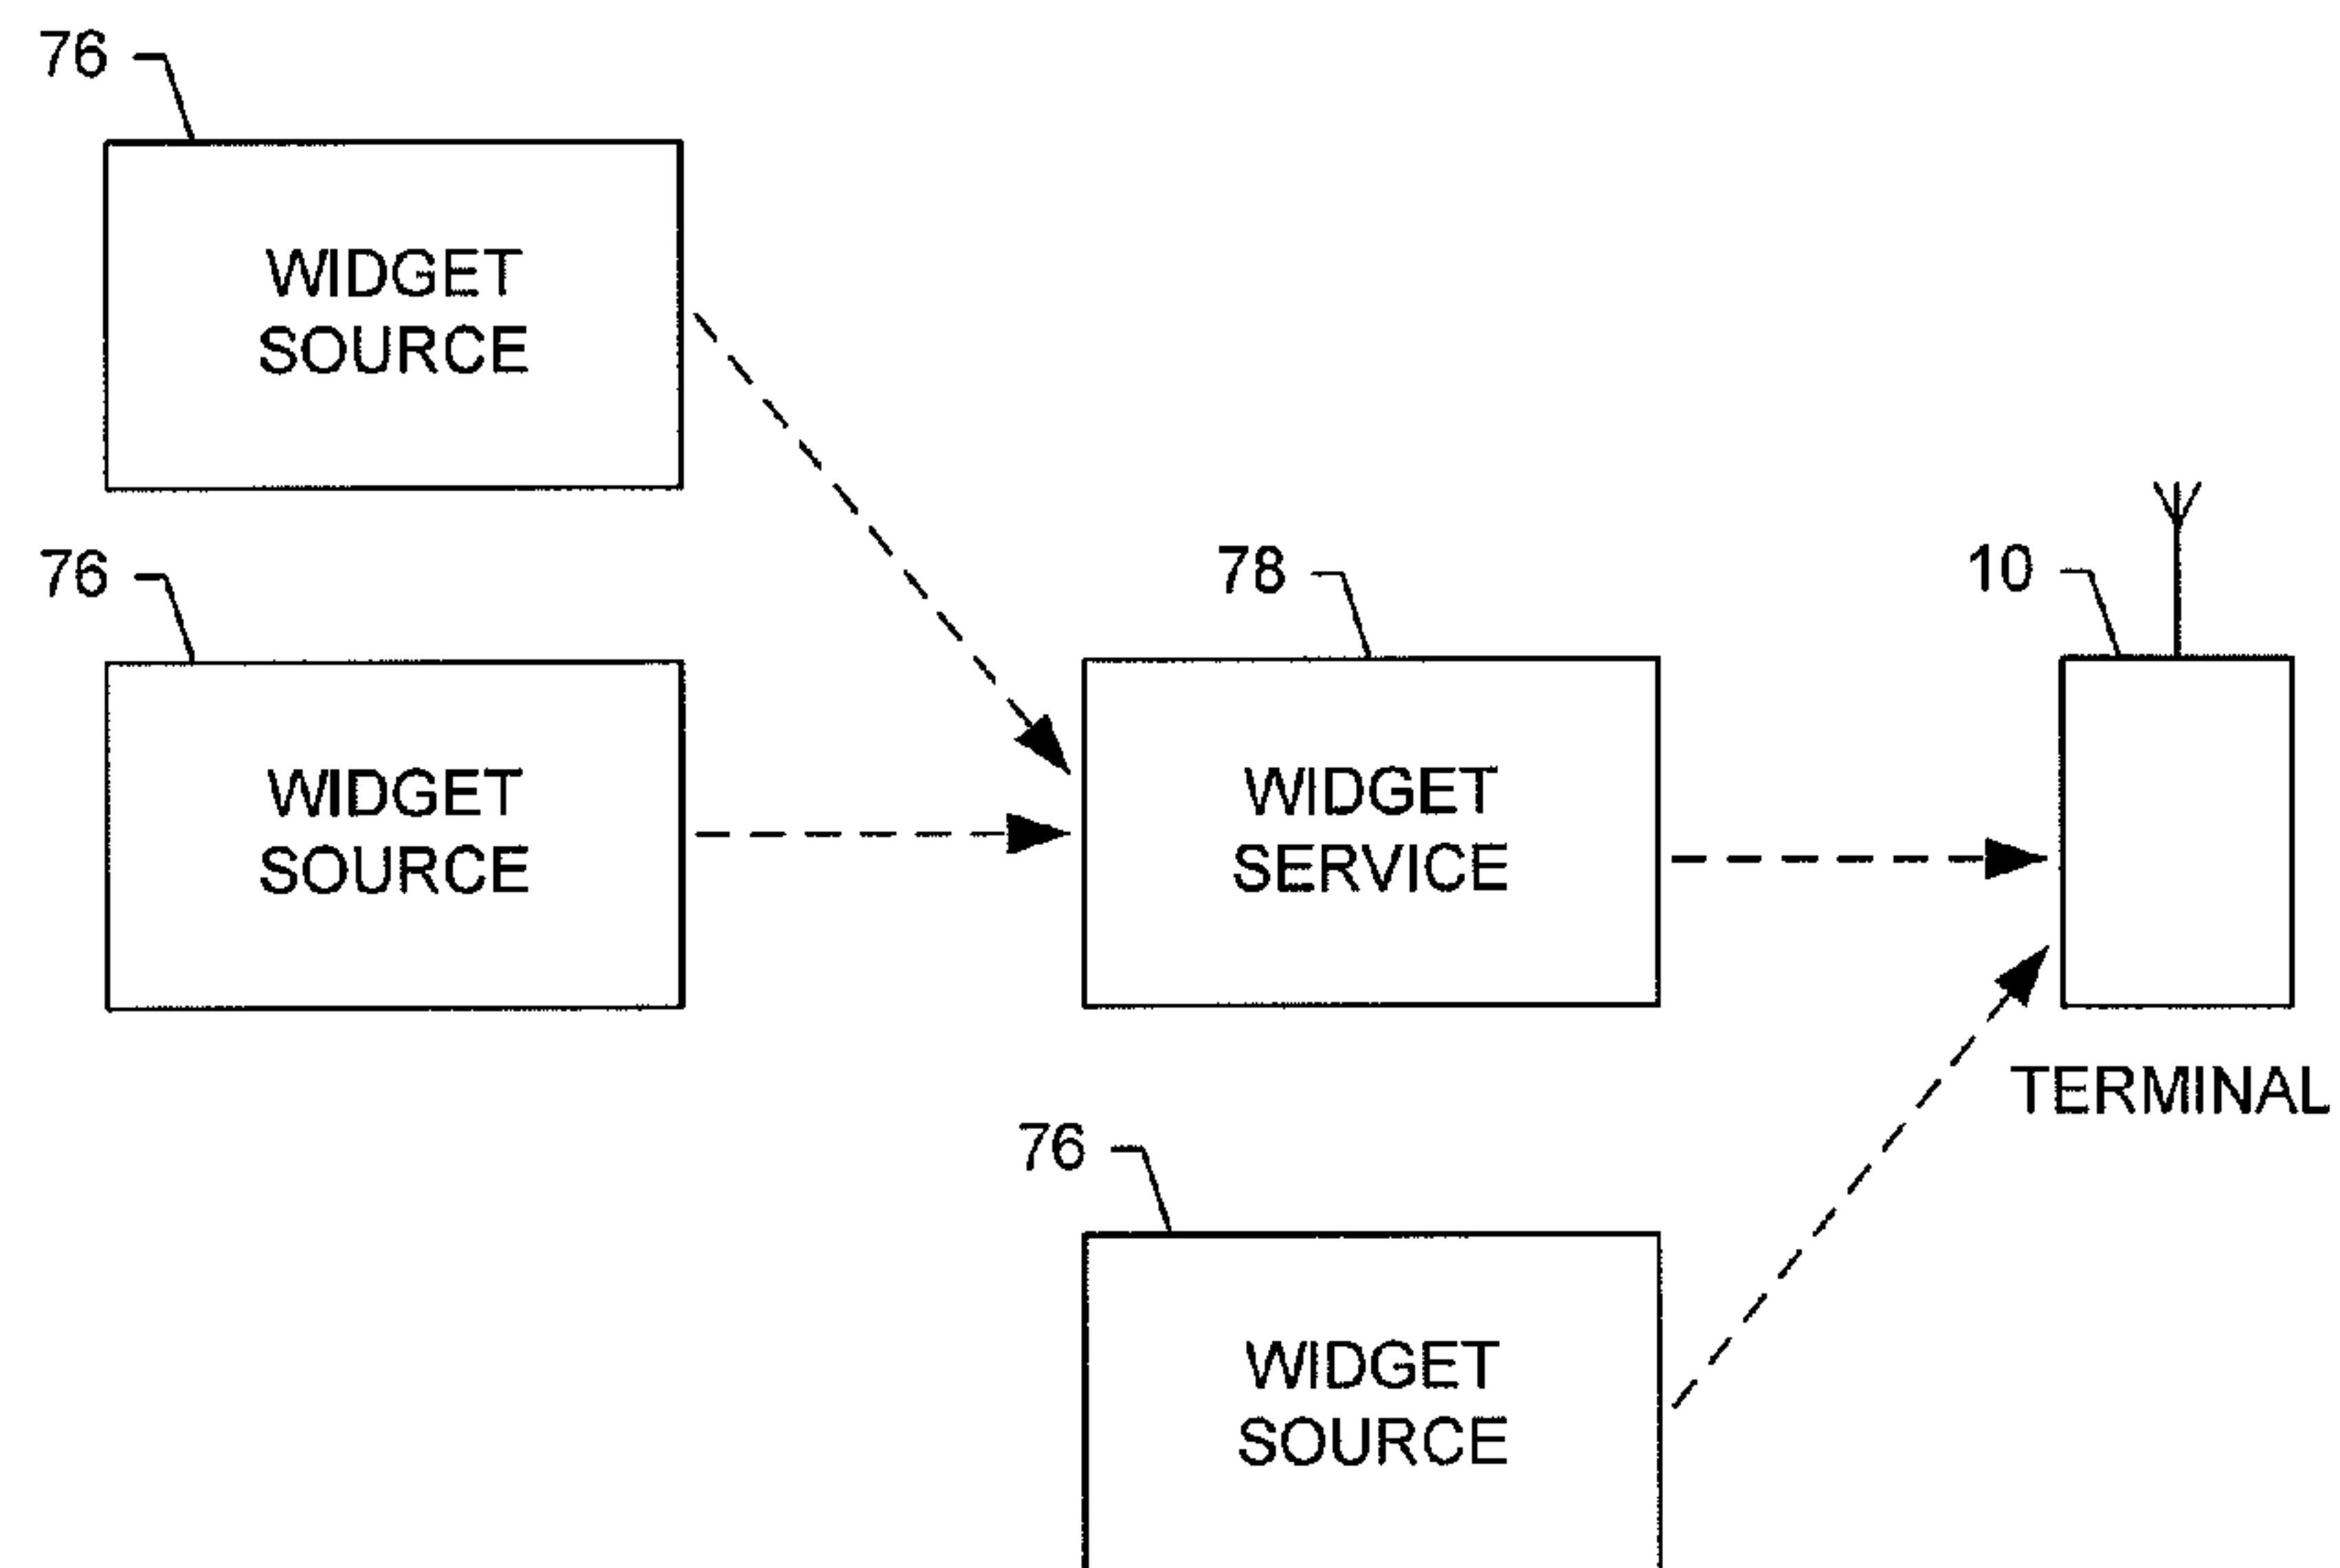 76
WIDGET
SOURCE
76
WIDGET
SOURCE
78
WIDGET
SERVICE
10
TERMINAL
76
WIDGET
SOURCE